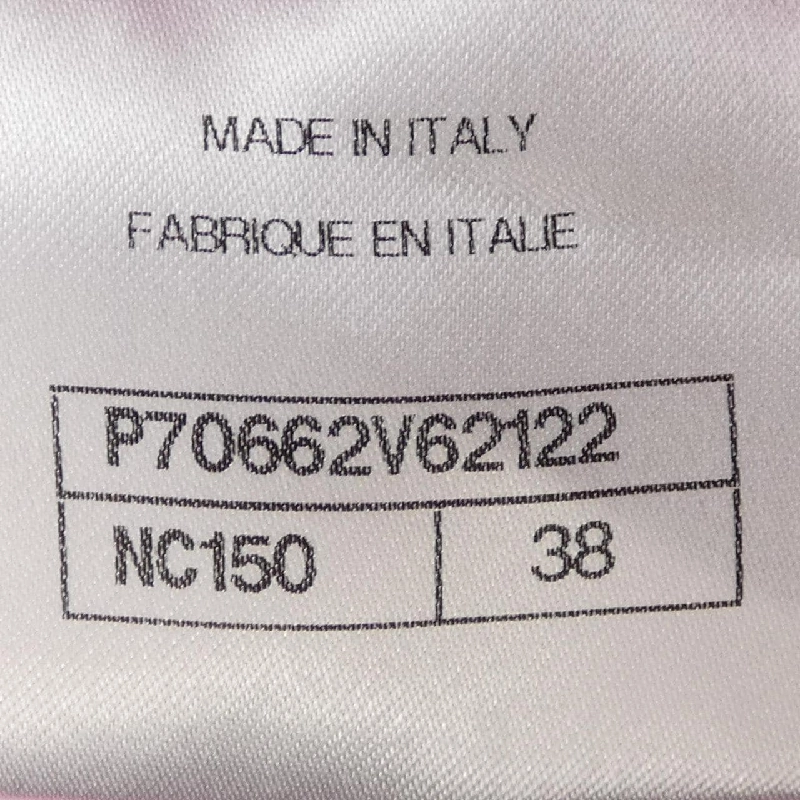 MADE IN ITALY
FABRIQUE EN ITALIE
P70662V62122
NC150 38